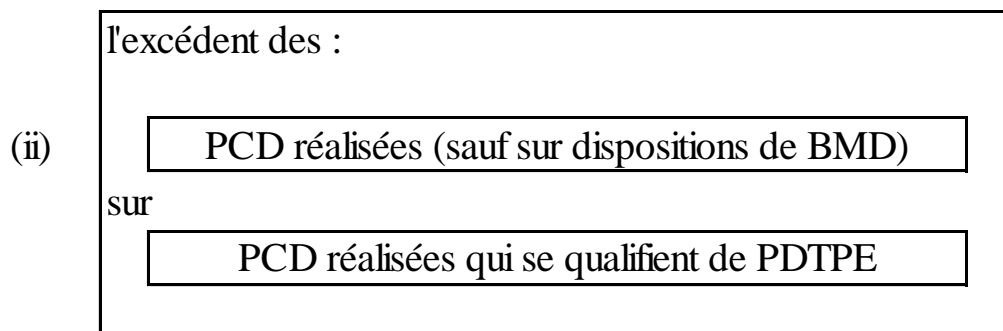 l'excédent des :
(ii) PCD réalisées (sauf sur dispositions de BMD)
sur
PCD réalisées qui se qualifient de PDTPE